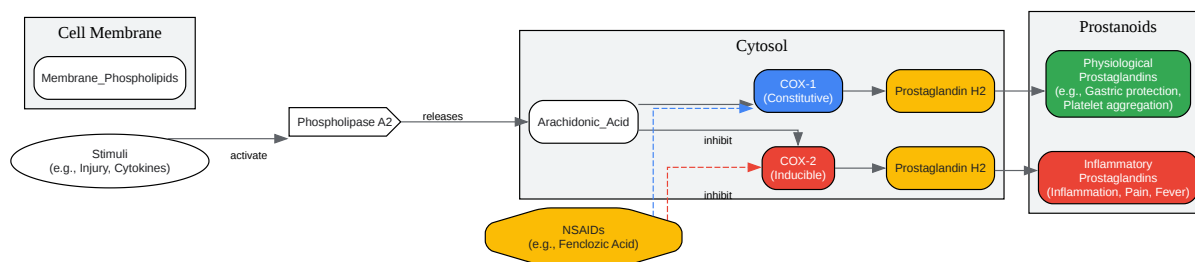 Cell Membrane
Membrane_Phospholipids
Stimuli
(e.g., Injury, Cytokines)
activate
Phospholipase A2
releases
Cytosol
Arachidonic_Acid
COX-1
(Constitutive)
Prostaglandin H2
inhibit
COX-2
(Inducible)
Prostaglandin H2
inhibit
NSAIDs
(e.g., Fenclozic Acid)
Prostanoids
Physiological
Prostaglandins
(e.g., Gastric protection,
Platelet aggregation)
Inflammatory
Prostaglandins
(Inflammation, Pain, Fever)